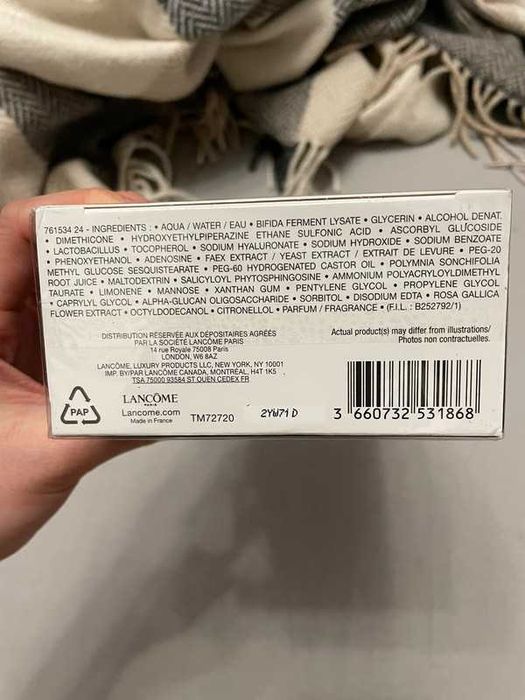 761534 24 - INGREDIENTS : • AQUA / WATER / EAU • BIFIDA FERMENT LYSATE • GLYCERIN • ALCOHOL DENAT.
• DIMETHICONE • HYDROXYETHYLPIPERAZINE ETHANE SULFONIC ACID • ASCORBYL GLUCOSIDE
• LACTOBACILLUS • TOCOPHEROL • SODIUM HYALURONATE • SODIUM HYDROXIDE • SODIUM BENZOATE
• PHENOXYETHANOL • ADENOSINE • FAEX EXTRACT / YEAST EXTRACT / EXTRAIT DE LEVURE • PEG-20
METHYL GLUCOSE SESQUISTEARATE • PEG-60 HYDROGENATED CASTOR OIL • POLYMNIA SONCHIFOLIA
ROOT JUICE • MALTODEXTRIN • SALICYLOYL PHYTOSPHINGOSINE • AMMONIUM POLYACRYLOYLDIMETHYL
TAURATE • LIMONENE • MANNOSE • XANTHAN GUM • PENTYLENE GLYCOL • PROPYLENE GLYCOL
• CAPRYLYL GLYCOL • ALPHA-GLUCAN OLIGOSACCHARIDE • SORBITOL • DISODIUM EDTA • ROSA GALLICA
FLOWER EXTRACT • OCTYLDODECANOL • CITRONELLOL • PARFUM / FRAGRANCE • (F.I.L. : B252792/1)
DISTRIBUTION RÉSERVÉE AUX DÉPOSITAIRES AGRÉÉS
PAR LA SOCIÉTÉ LANCÔME PARIS
14 rue Royale 75008 Paris
LONDON, W6 8AZ
LANCÔME, LUXURY PRODUCTS LLC, NEW YORK, NY 10001
IMP. BY/PAR LANCÔME CANADA, MONTREAL, H4T 1K5
TSA 75000 93584 ST OUEN CEDEX FR
Actual product(s) may differ from illustrations/
Photos non contractuelles.
PAP
LANCÔME
PARIS
Lancome.com
Made in France
TM72720
2YW71D
3 660732 531868